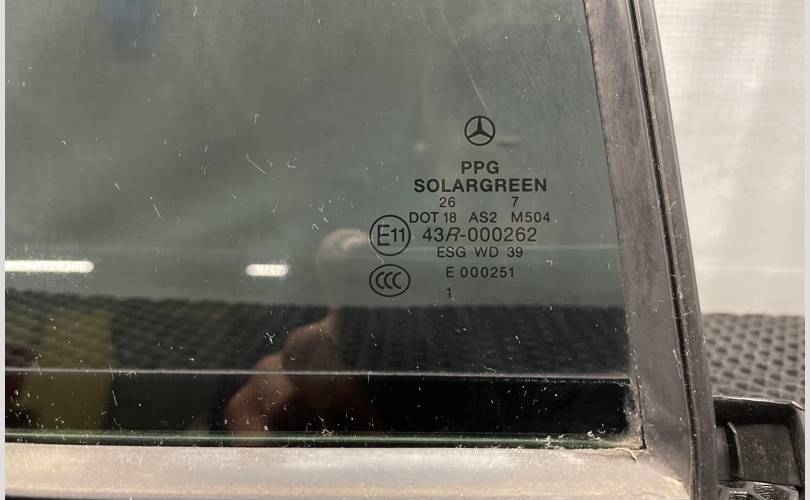 PPG
SOLARGREEN
26 7
DOT 18 AS2 M504
E11 43R-000262
ESG WD 39
CCC E 000251
1